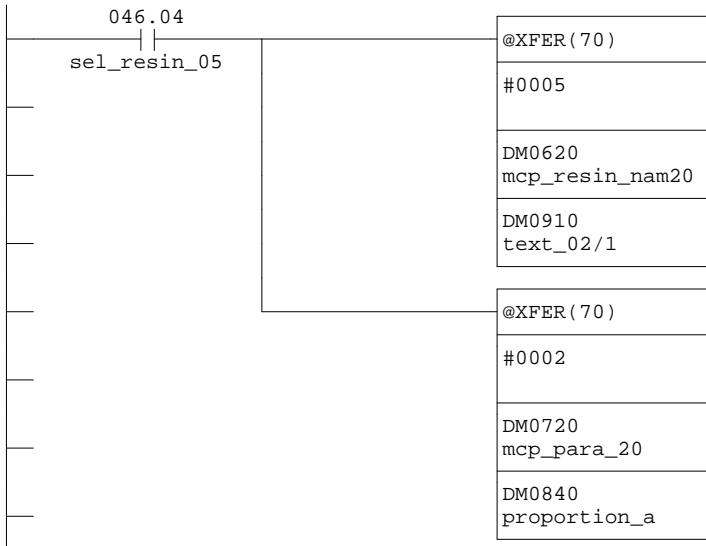 046.04
sel_resin_05
@XFER(70)
#0005
DM0620
mcp_resin_nam20
DM0910
text_02/1
@XFER(70)
#0002
DM0720
mcp_para_20
DM0840
proportion_a